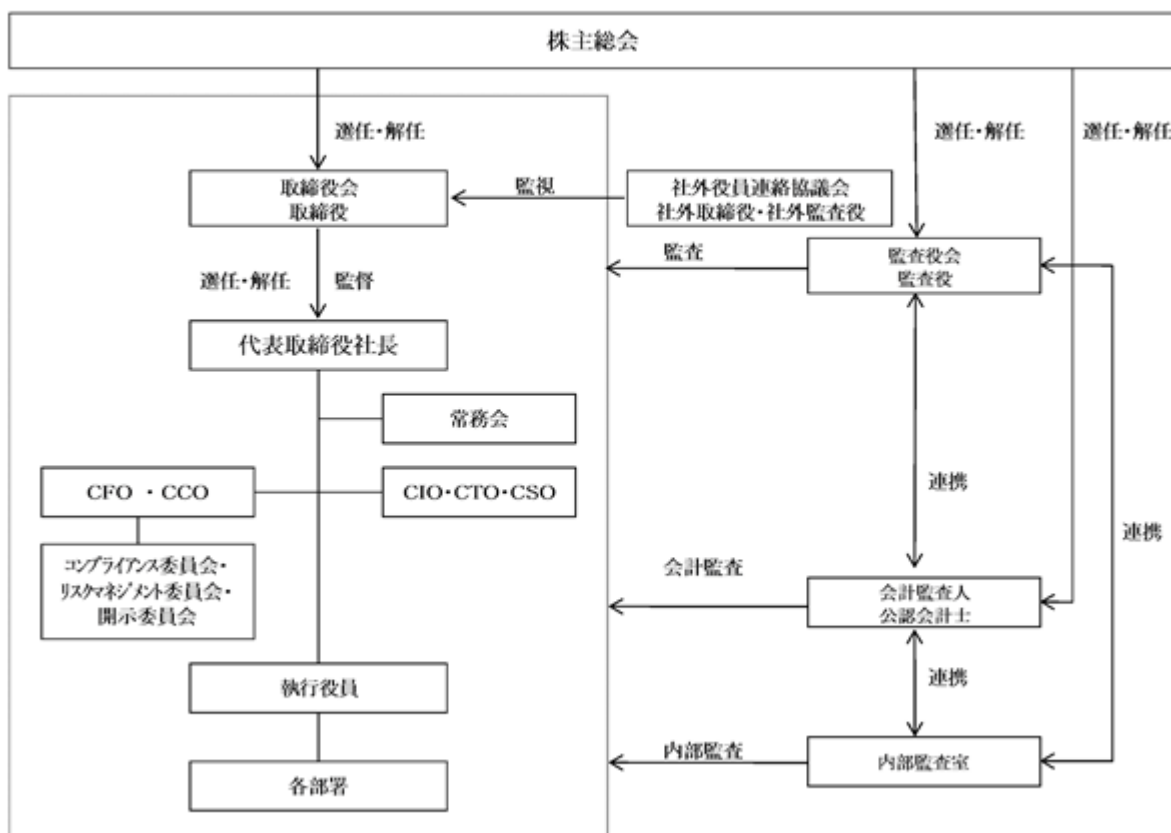 株主総会
選任・解任
選任・解任
選任・解任
取締役会
取締役
監視
社外役員連絡協議会
社外取締役・社外監査役
監査
監査役会
監査役
選任・解任
監督
代表取締役社長
常務会
CFO ・CCO
CIO・CTO・CSO
連携
連携
コンプライアンス委員会・
リスクマネジメント委員会・
開示委員会
会計監査
会計監査人
公認会計士
執行役員
連携
内部監査
内部監査室
各部署